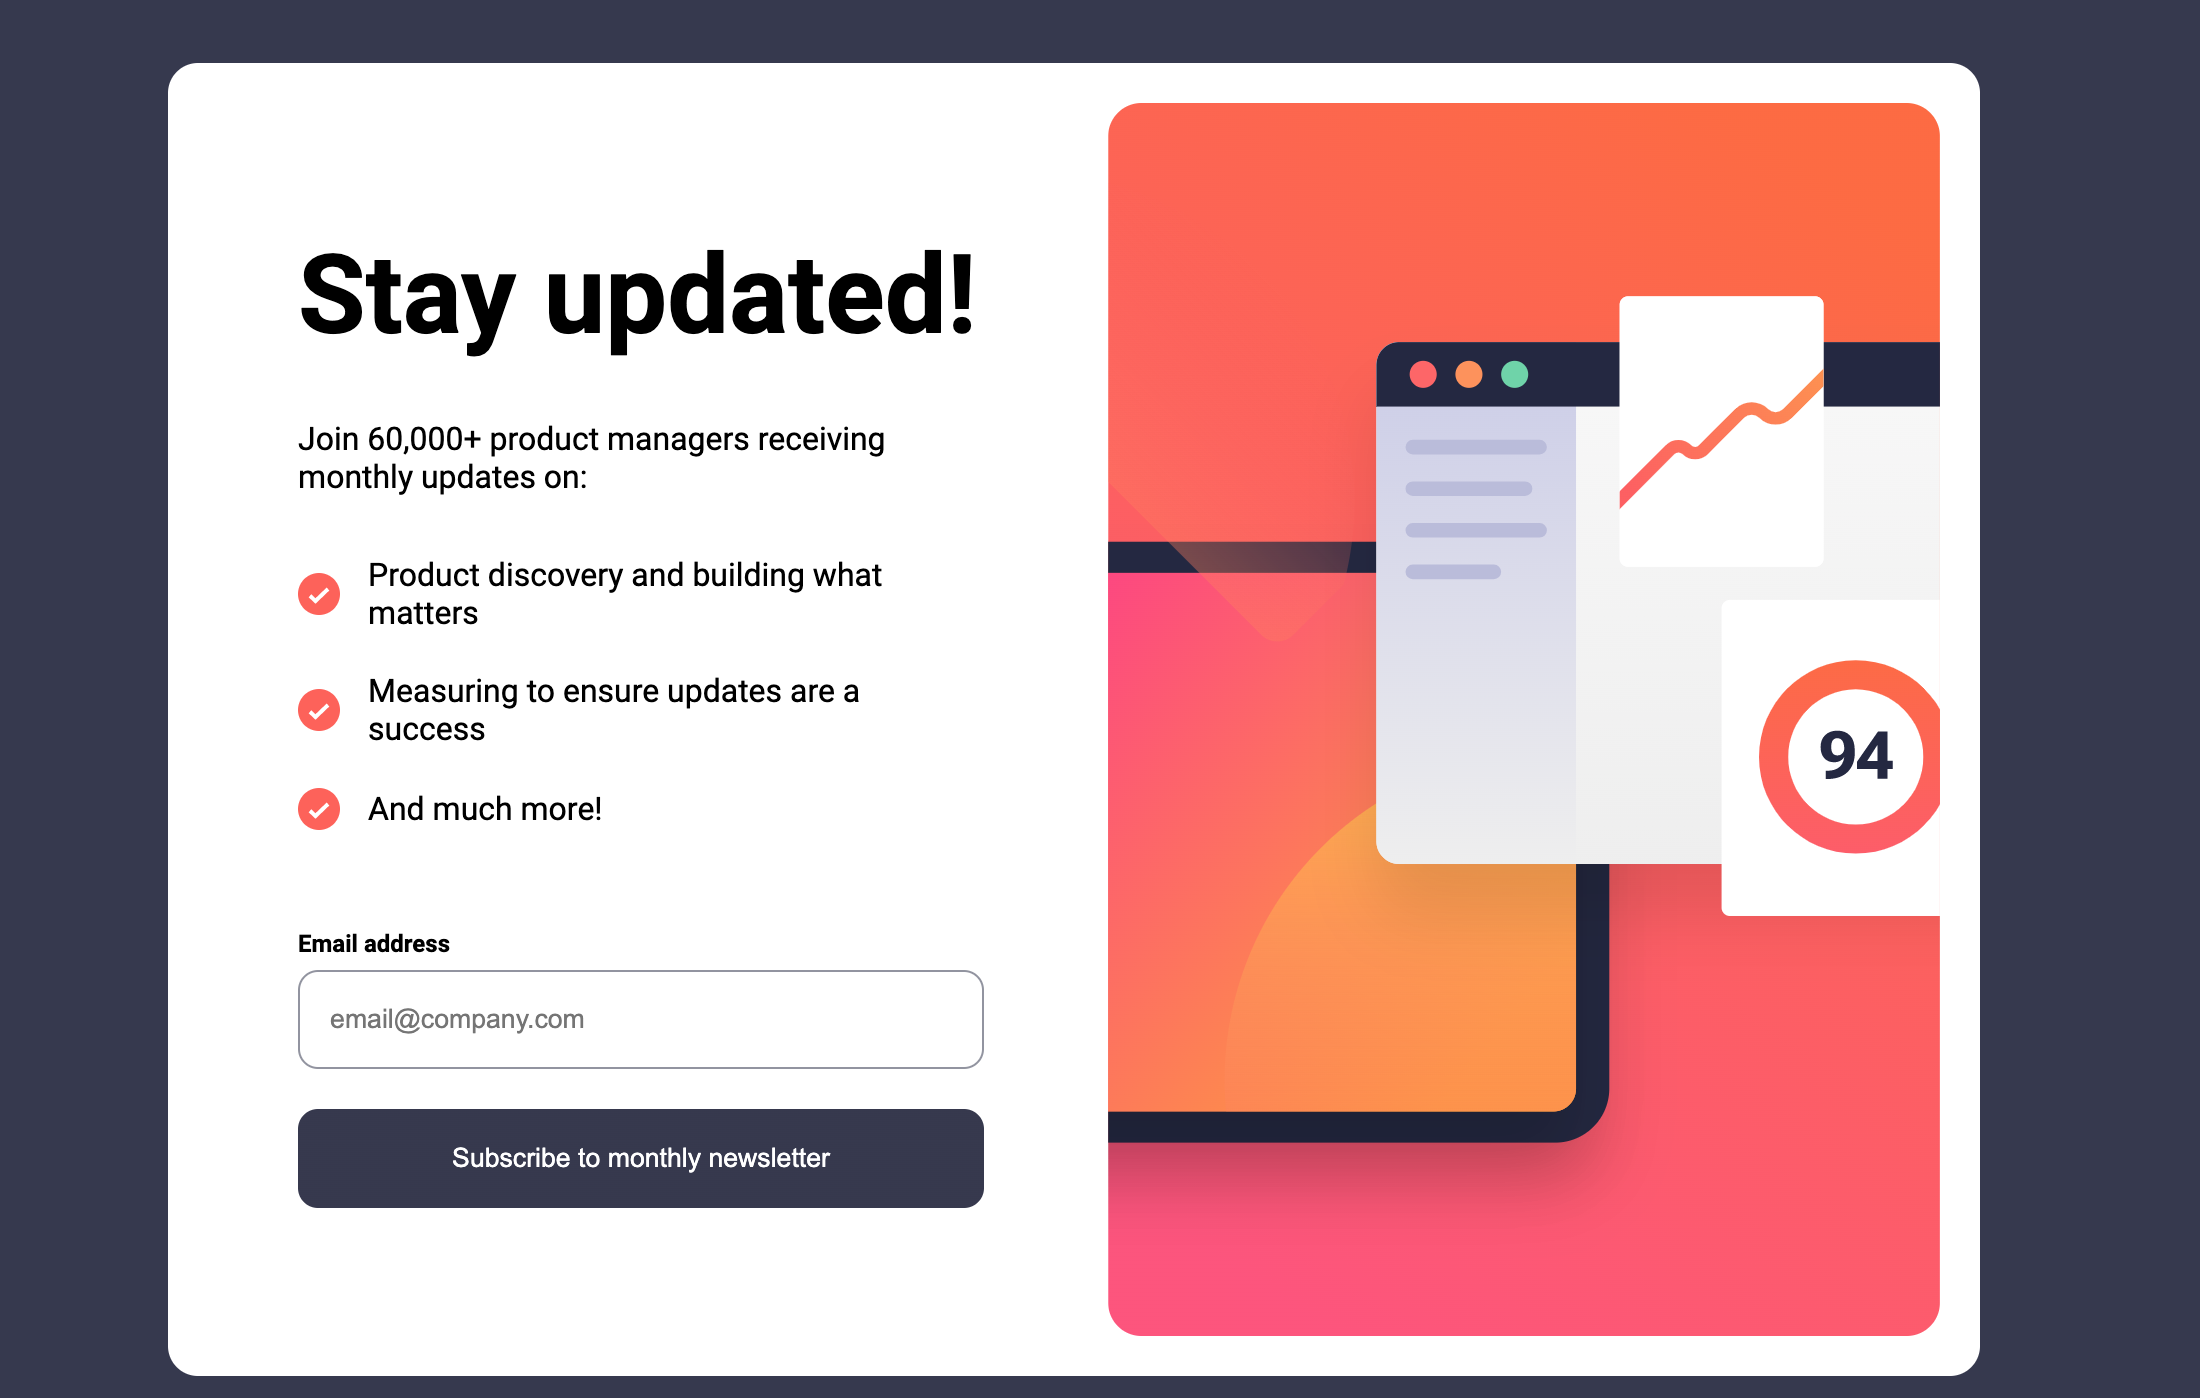 Stay updated!
Join 60,000+ product managers receiving
monthly updates on:
Product discovery and building what
matters
Measuring to ensure updates are a
success
And much more!
Email address
email@company.com
Subscribe to monthly newsletter
94